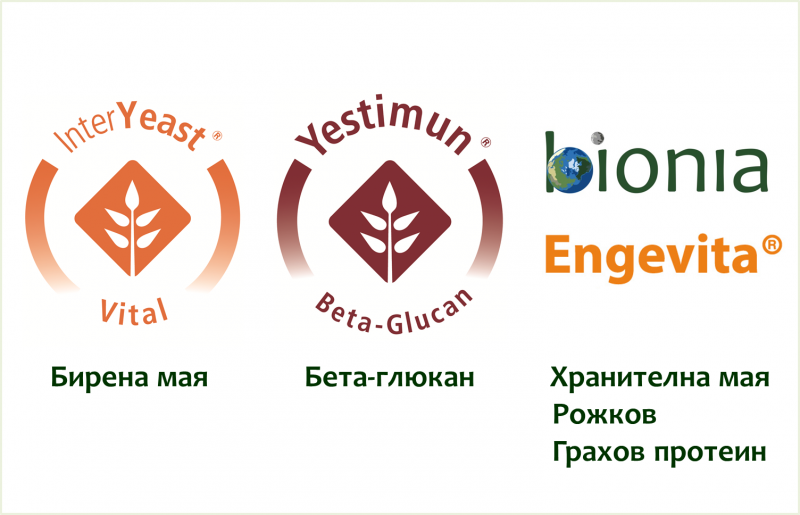 InterYeast®
Vital
Бирена мая
Yestimun®
Beta-Glucan
Бета-глюкан
bionia
Engevita®
Хранителна мая
Рожков
Грахов протеин